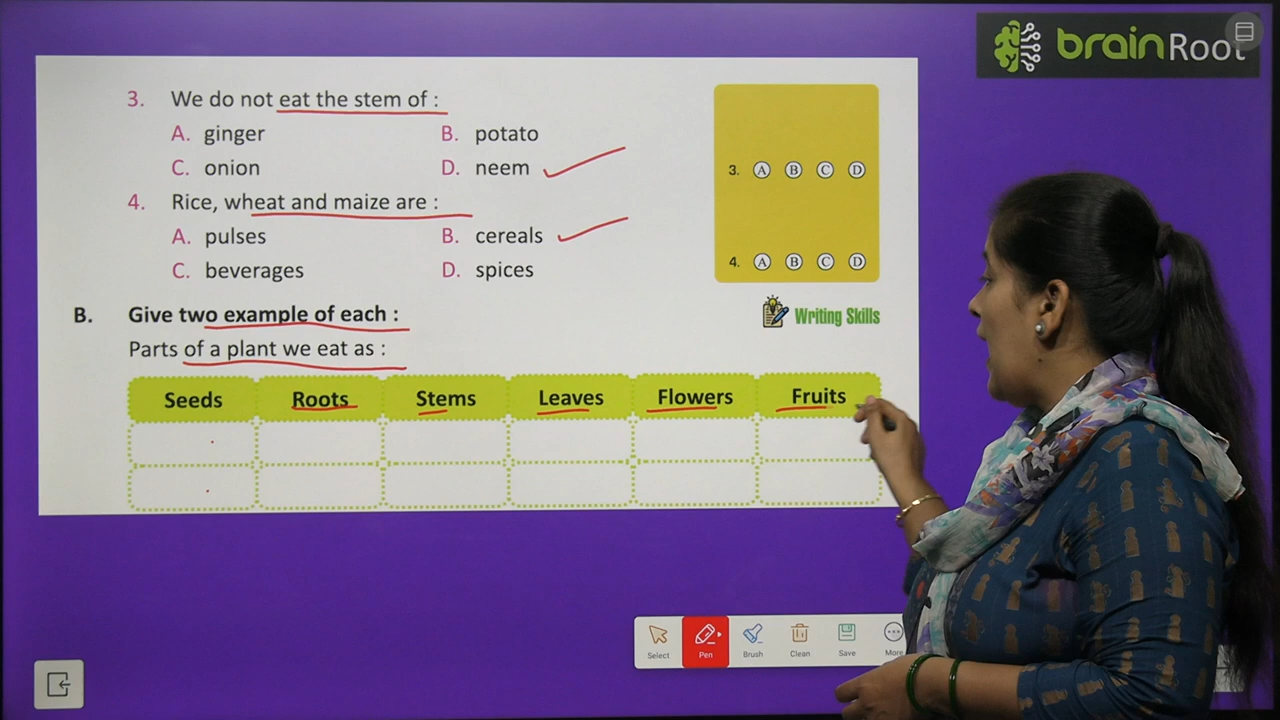 brainRoot
3. We do not eat the stem of :
A. ginger B. potato
C. onion D. neem
3. A B C D
4. Rice, wheat and maize are :
A. pulses B. cereals
C. beverages D. spices
4. A B C D
B. Give two example of each :
Writing Skills
Parts of a plant we eat as :
Seeds Roots Stems Leaves Flowers Fruits
Select Pen Brush Clean Save More